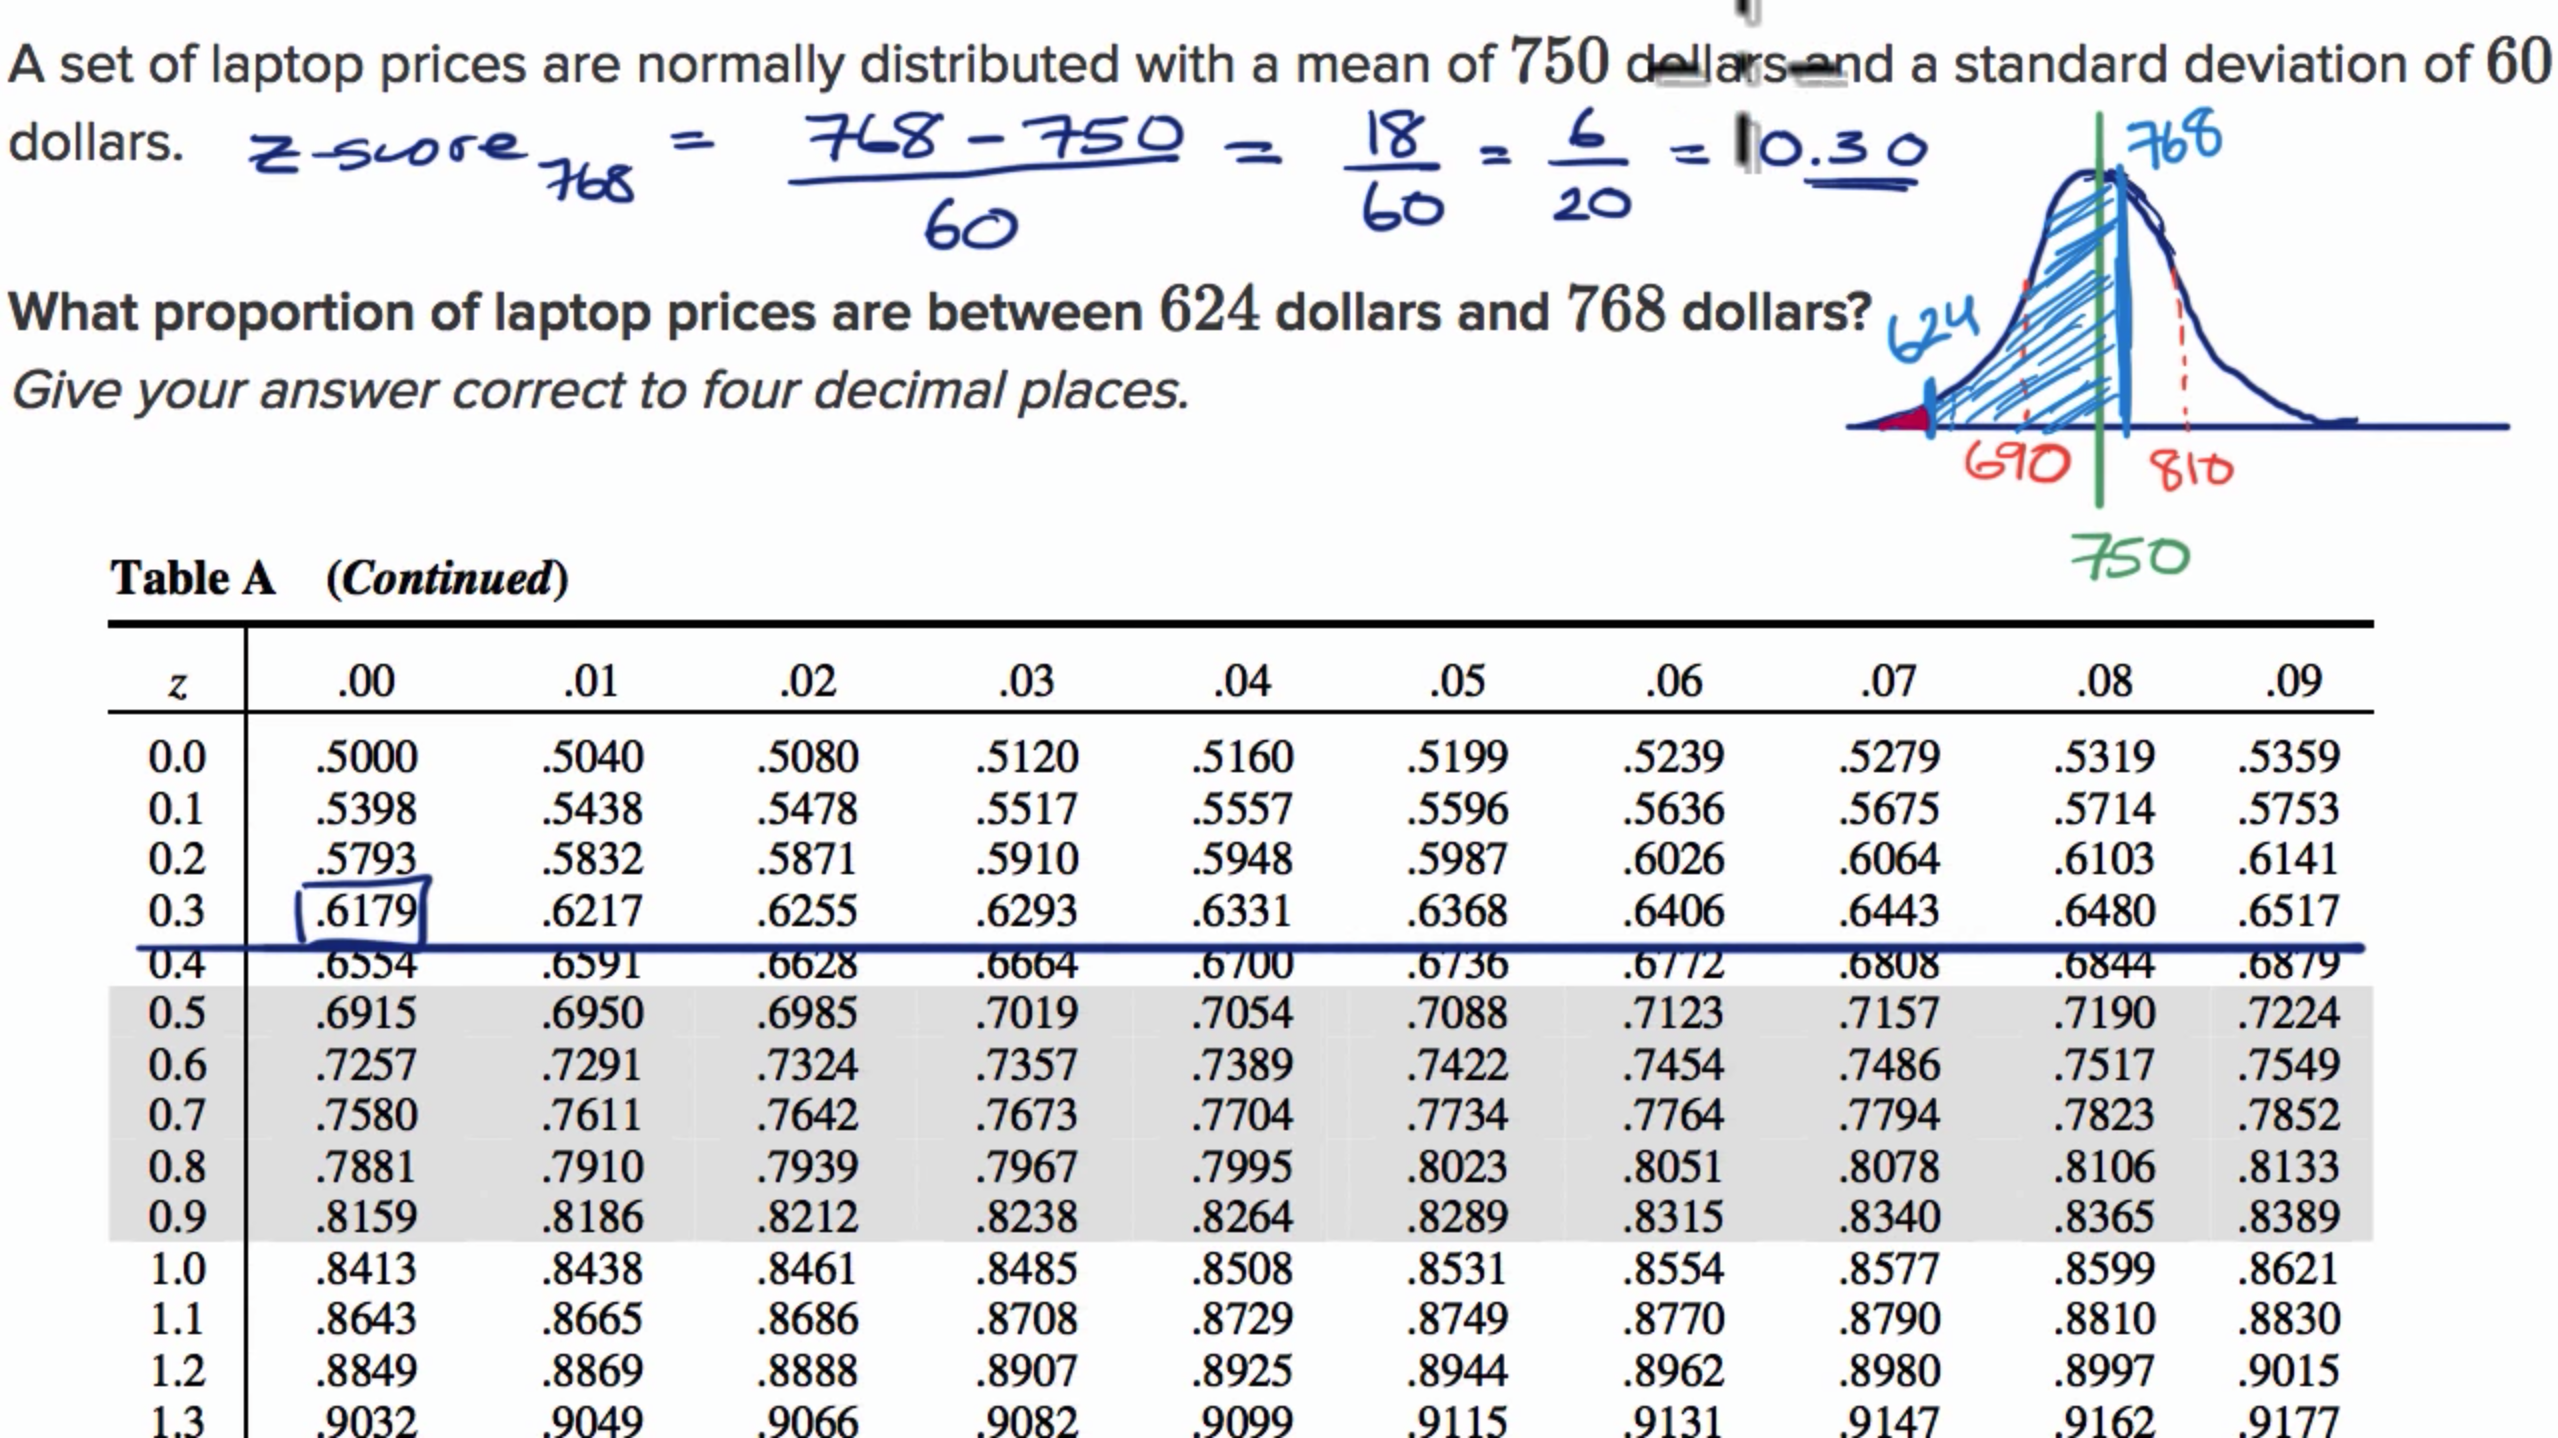 A set of laptop prices are normally distributed with a mean of 750 dollars and a standard deviation of 60
dollars. z-score 768 = 768 - 750 / 60 = 18 / 60 = 6 / 20 = 0.30
768
What proportion of laptop prices are between 624 dollars and 768 dollars?
624
Give your answer correct to four decimal places.
690 810
750
Table A (Continued)
z .00 .01 .02 .03 .04 .05 .06 .07 .08 .09
0.0 .5000 .5040 .5080 .5120 .5160 .5199 .5239 .5279 .5319 .5359
0.1 .5398 .5438 .5478 .5517 .5557 .5596 .5636 .5675 .5714 .5753
0.2 .5793 .5832 .5871 .5910 .5948 .5987 .6026 .6064 .6103 .6141
0.3 .6179 .6217 .6255 .6293 .6331 .6368 .6406 .6443 .6480 .6517
0.4 .6554 .6591 .6628 .6664 .6700 .6736 .6772 .6808 .6844 .6879
0.5 .6915 .6950 .6985 .7019 .7054 .7088 .7123 .7157 .7190 .7224
0.6 .7257 .7291 .7324 .7357 .7389 .7422 .7454 .7486 .7517 .7549
0.7 .7580 .7611 .7642 .7673 .7704 .7734 .7764 .7794 .7823 .7852
0.8 .7881 .7910 .7939 .7967 .7995 .8023 .8051 .8078 .8106 .8133
0.9 .8159 .8186 .8212 .8238 .8264 .8289 .8315 .8340 .8365 .8389
1.0 .8413 .8438 .8461 .8485 .8508 .8531 .8554 .8577 .8599 .8621
1.1 .8643 .8665 .8686 .8708 .8729 .8749 .8770 .8790 .8810 .8830
1.2 .8849 .8869 .8888 .8907 .8925 .8944 .8962 .8980 .8997 .9015
1.3 .9032 .9049 .9066 .9082 .9099 .9115 .9131 .9147 .9162 .9177